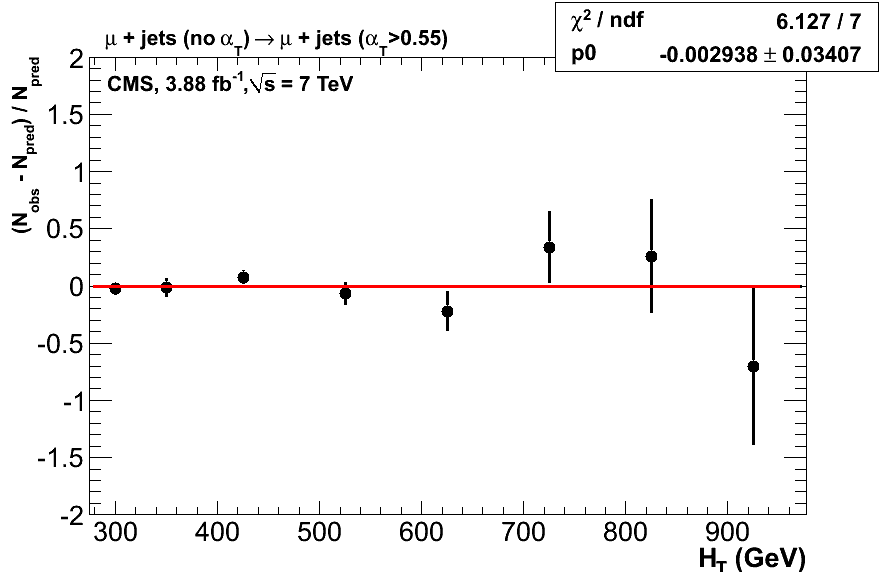 χ² / ndf 6.127 / 7
p0 -0.002938 ± 0.03407
μ + jets (no α_T) → μ + jets (α_T>0.55)
CMS, 3.88 fb⁻¹,√s = 7 TeV
(N_obs - N_pred) / N_pred
2
1.5
1
0.5
0
-0.5
-1
-1.5
-2
300 400 500 600 700 800 900
H_T (GeV)